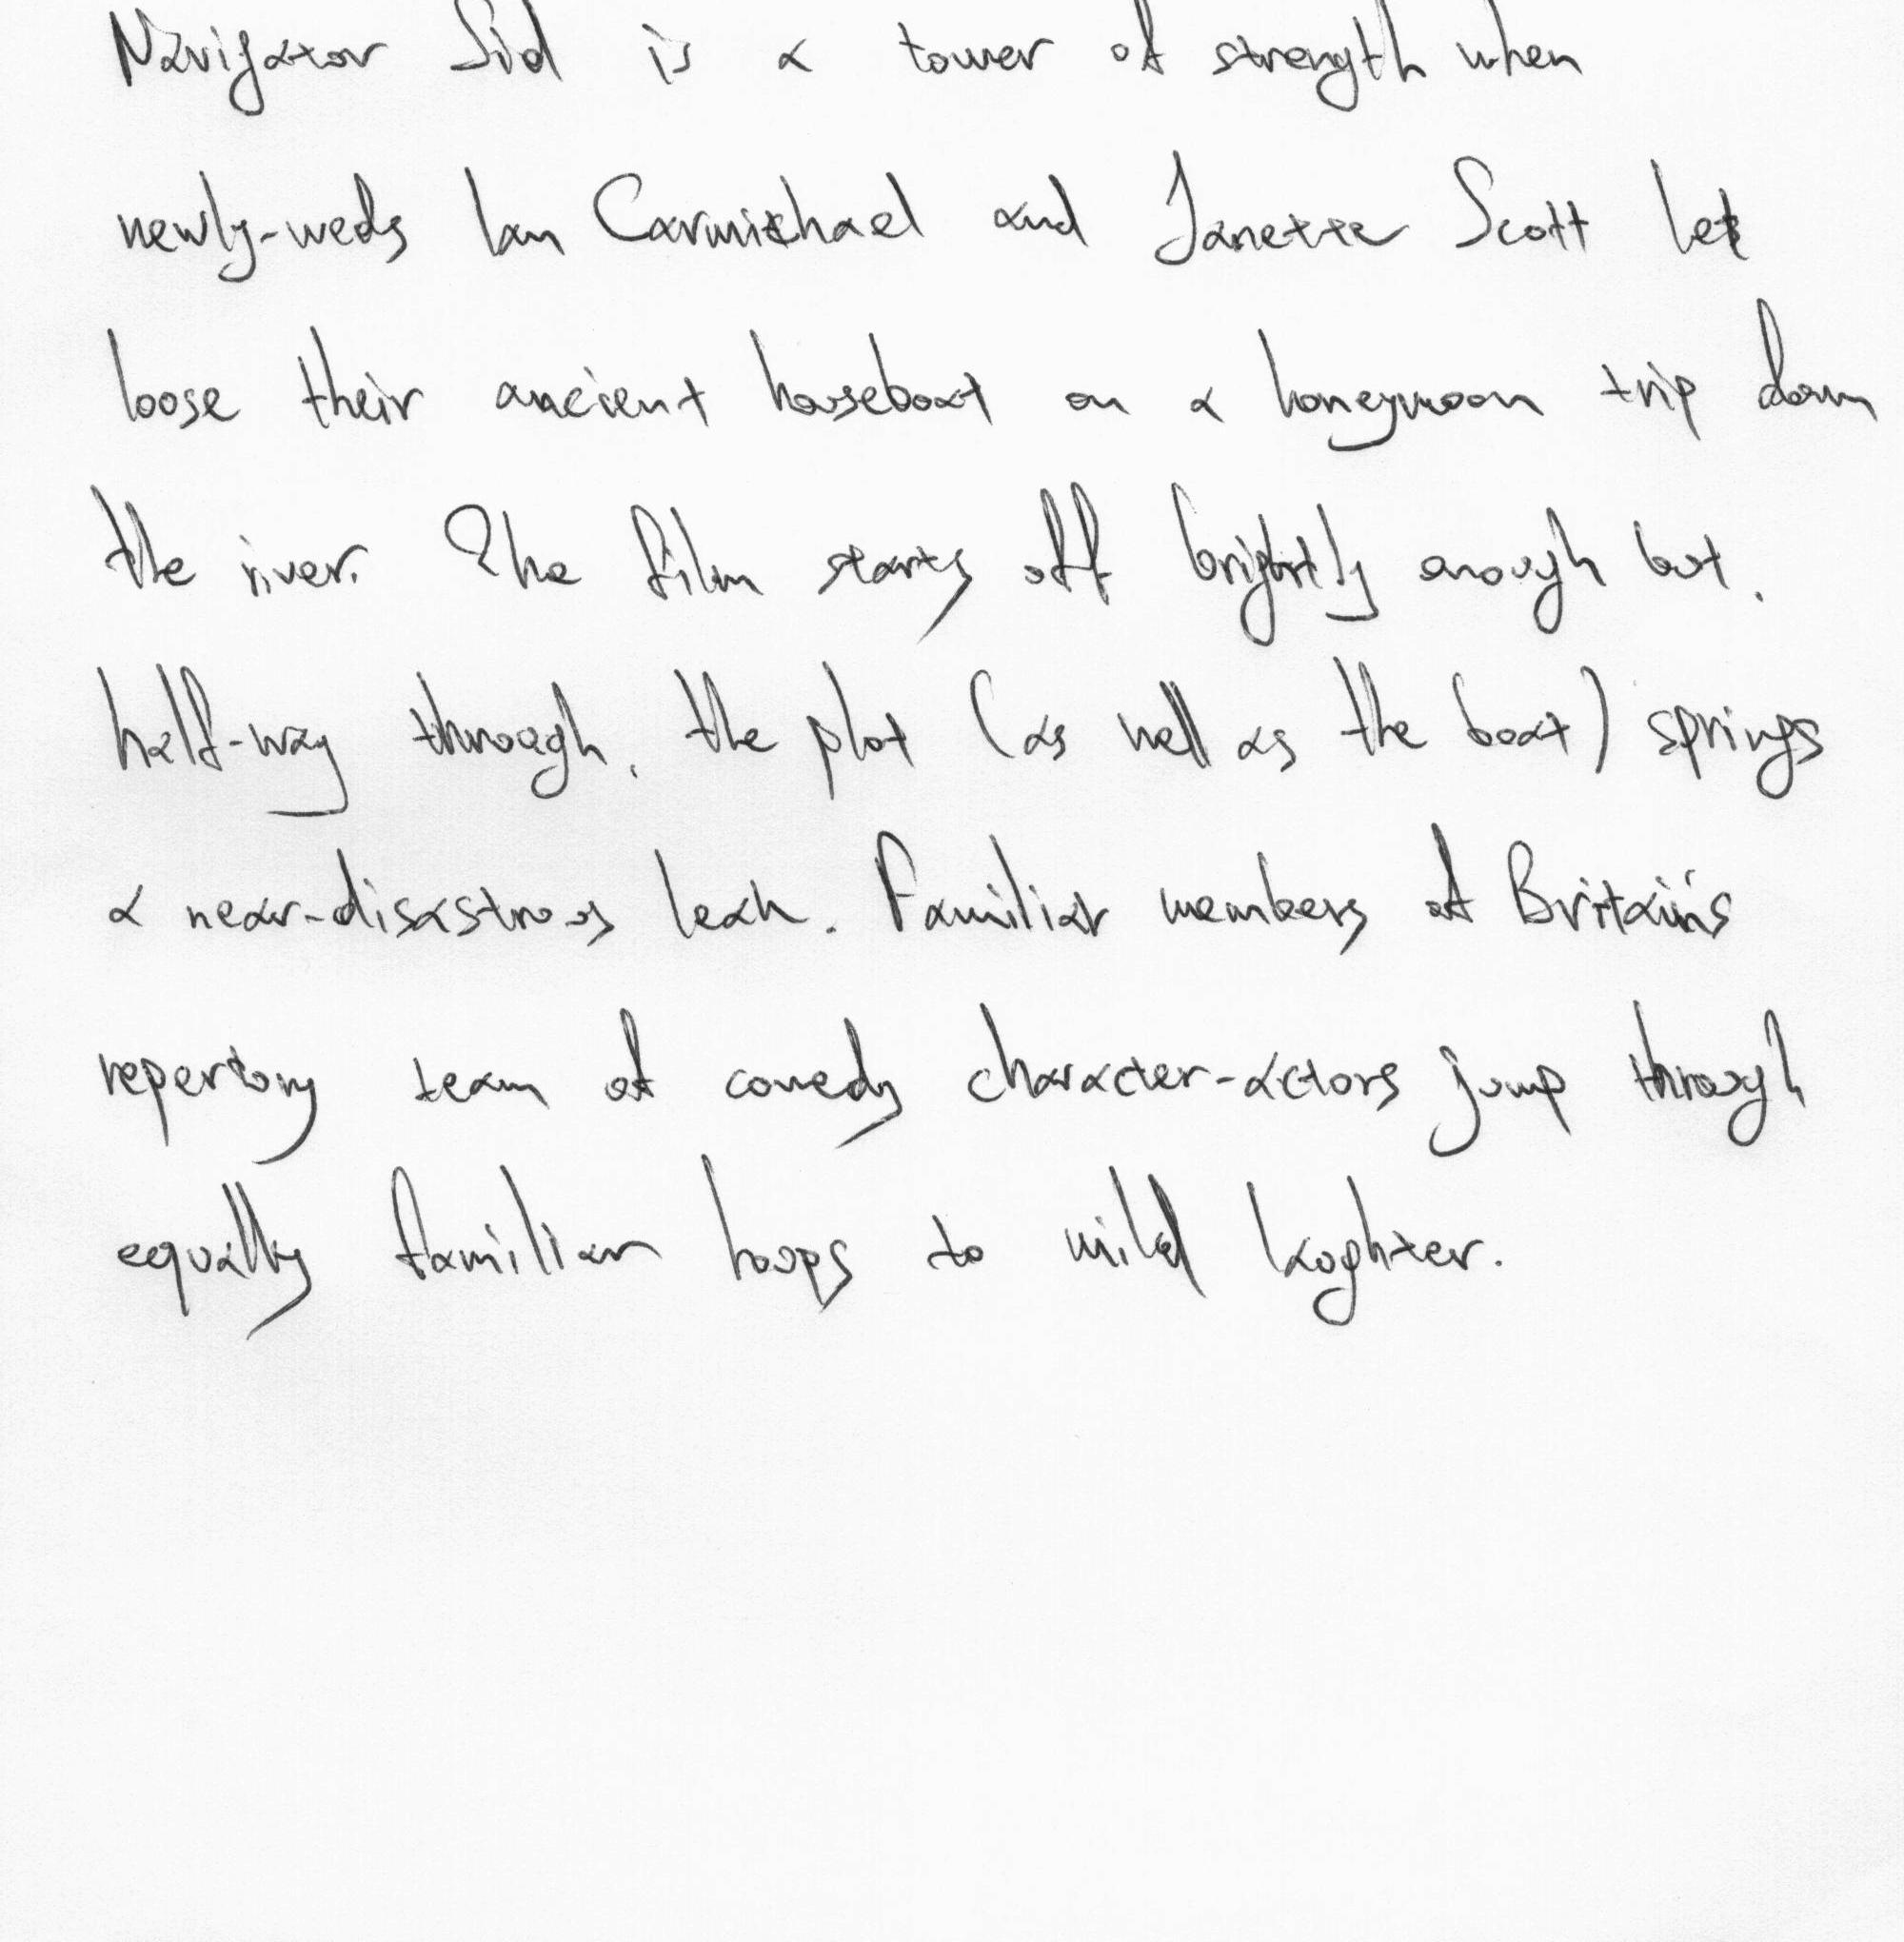 Navigator Sid is a tower of strength when
newly-weds Ian Carmichael and Janette Scott let
loose their ancient houseboat on a honeymoon trip down
the river. The film starts off brightly enough but,
half-way through, the plot (as well as the boat) springs
a near-disastrous leak. Familiar members of Britain's
repertory team of comedy character-actors jump through
equally familiar hoops to mild laughter.